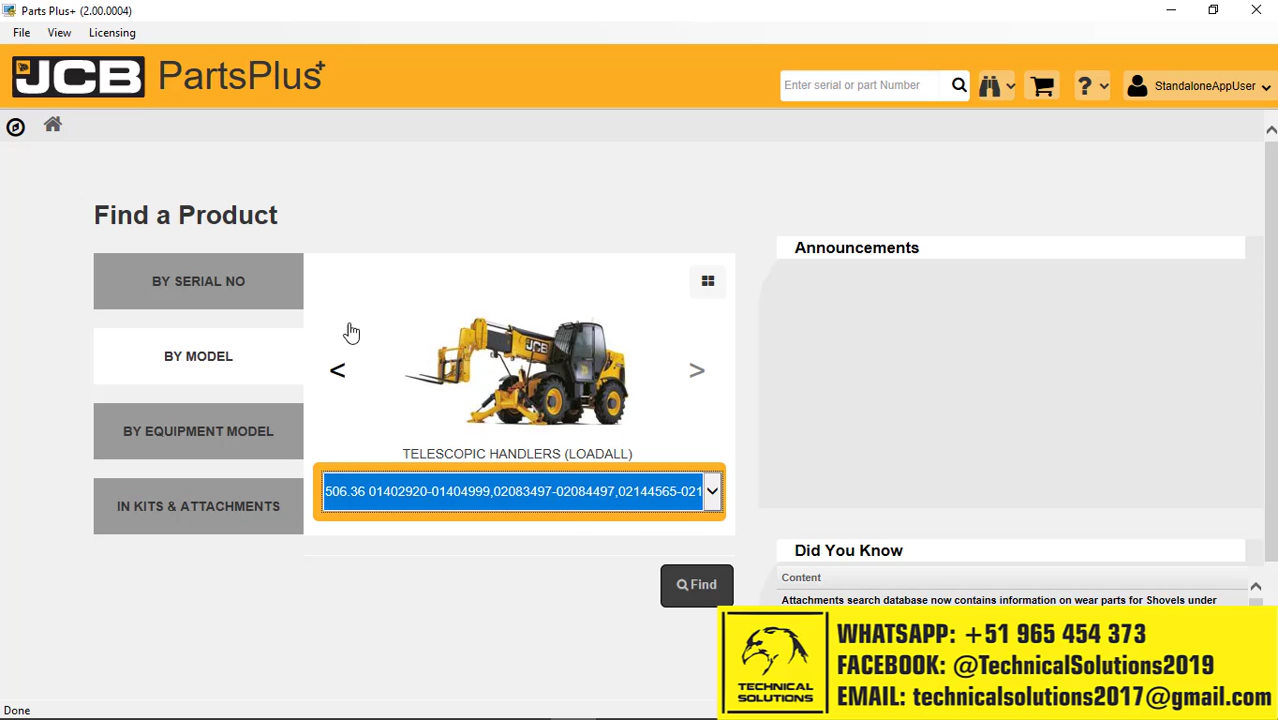 Parts Plus+ (2.00.0004)
File View Licensing
JCB PartsPlus+
Enter serial or part Number
?
StandaloneAppUser
Find a Product
BY SERIAL NO
BY MODEL
BY EQUIPMENT MODEL
IN KITS & ATTACHMENTS
<
>
JCB
TELESCOPIC HANDLERS (LOADALL)
506.36 01402920-01404999,02083497-02084497,02144565-021
Find
Announcements
Did You Know
Content
Attachments search database now contains information on wear parts for Shovels under
TECHNICAL
SOLUTIONS
WHATSAPP: +51 965 454 373
FACEBOOK: @TechnicalSolutions2019
EMAIL: technicalsolutions2017@gmail.com
Done